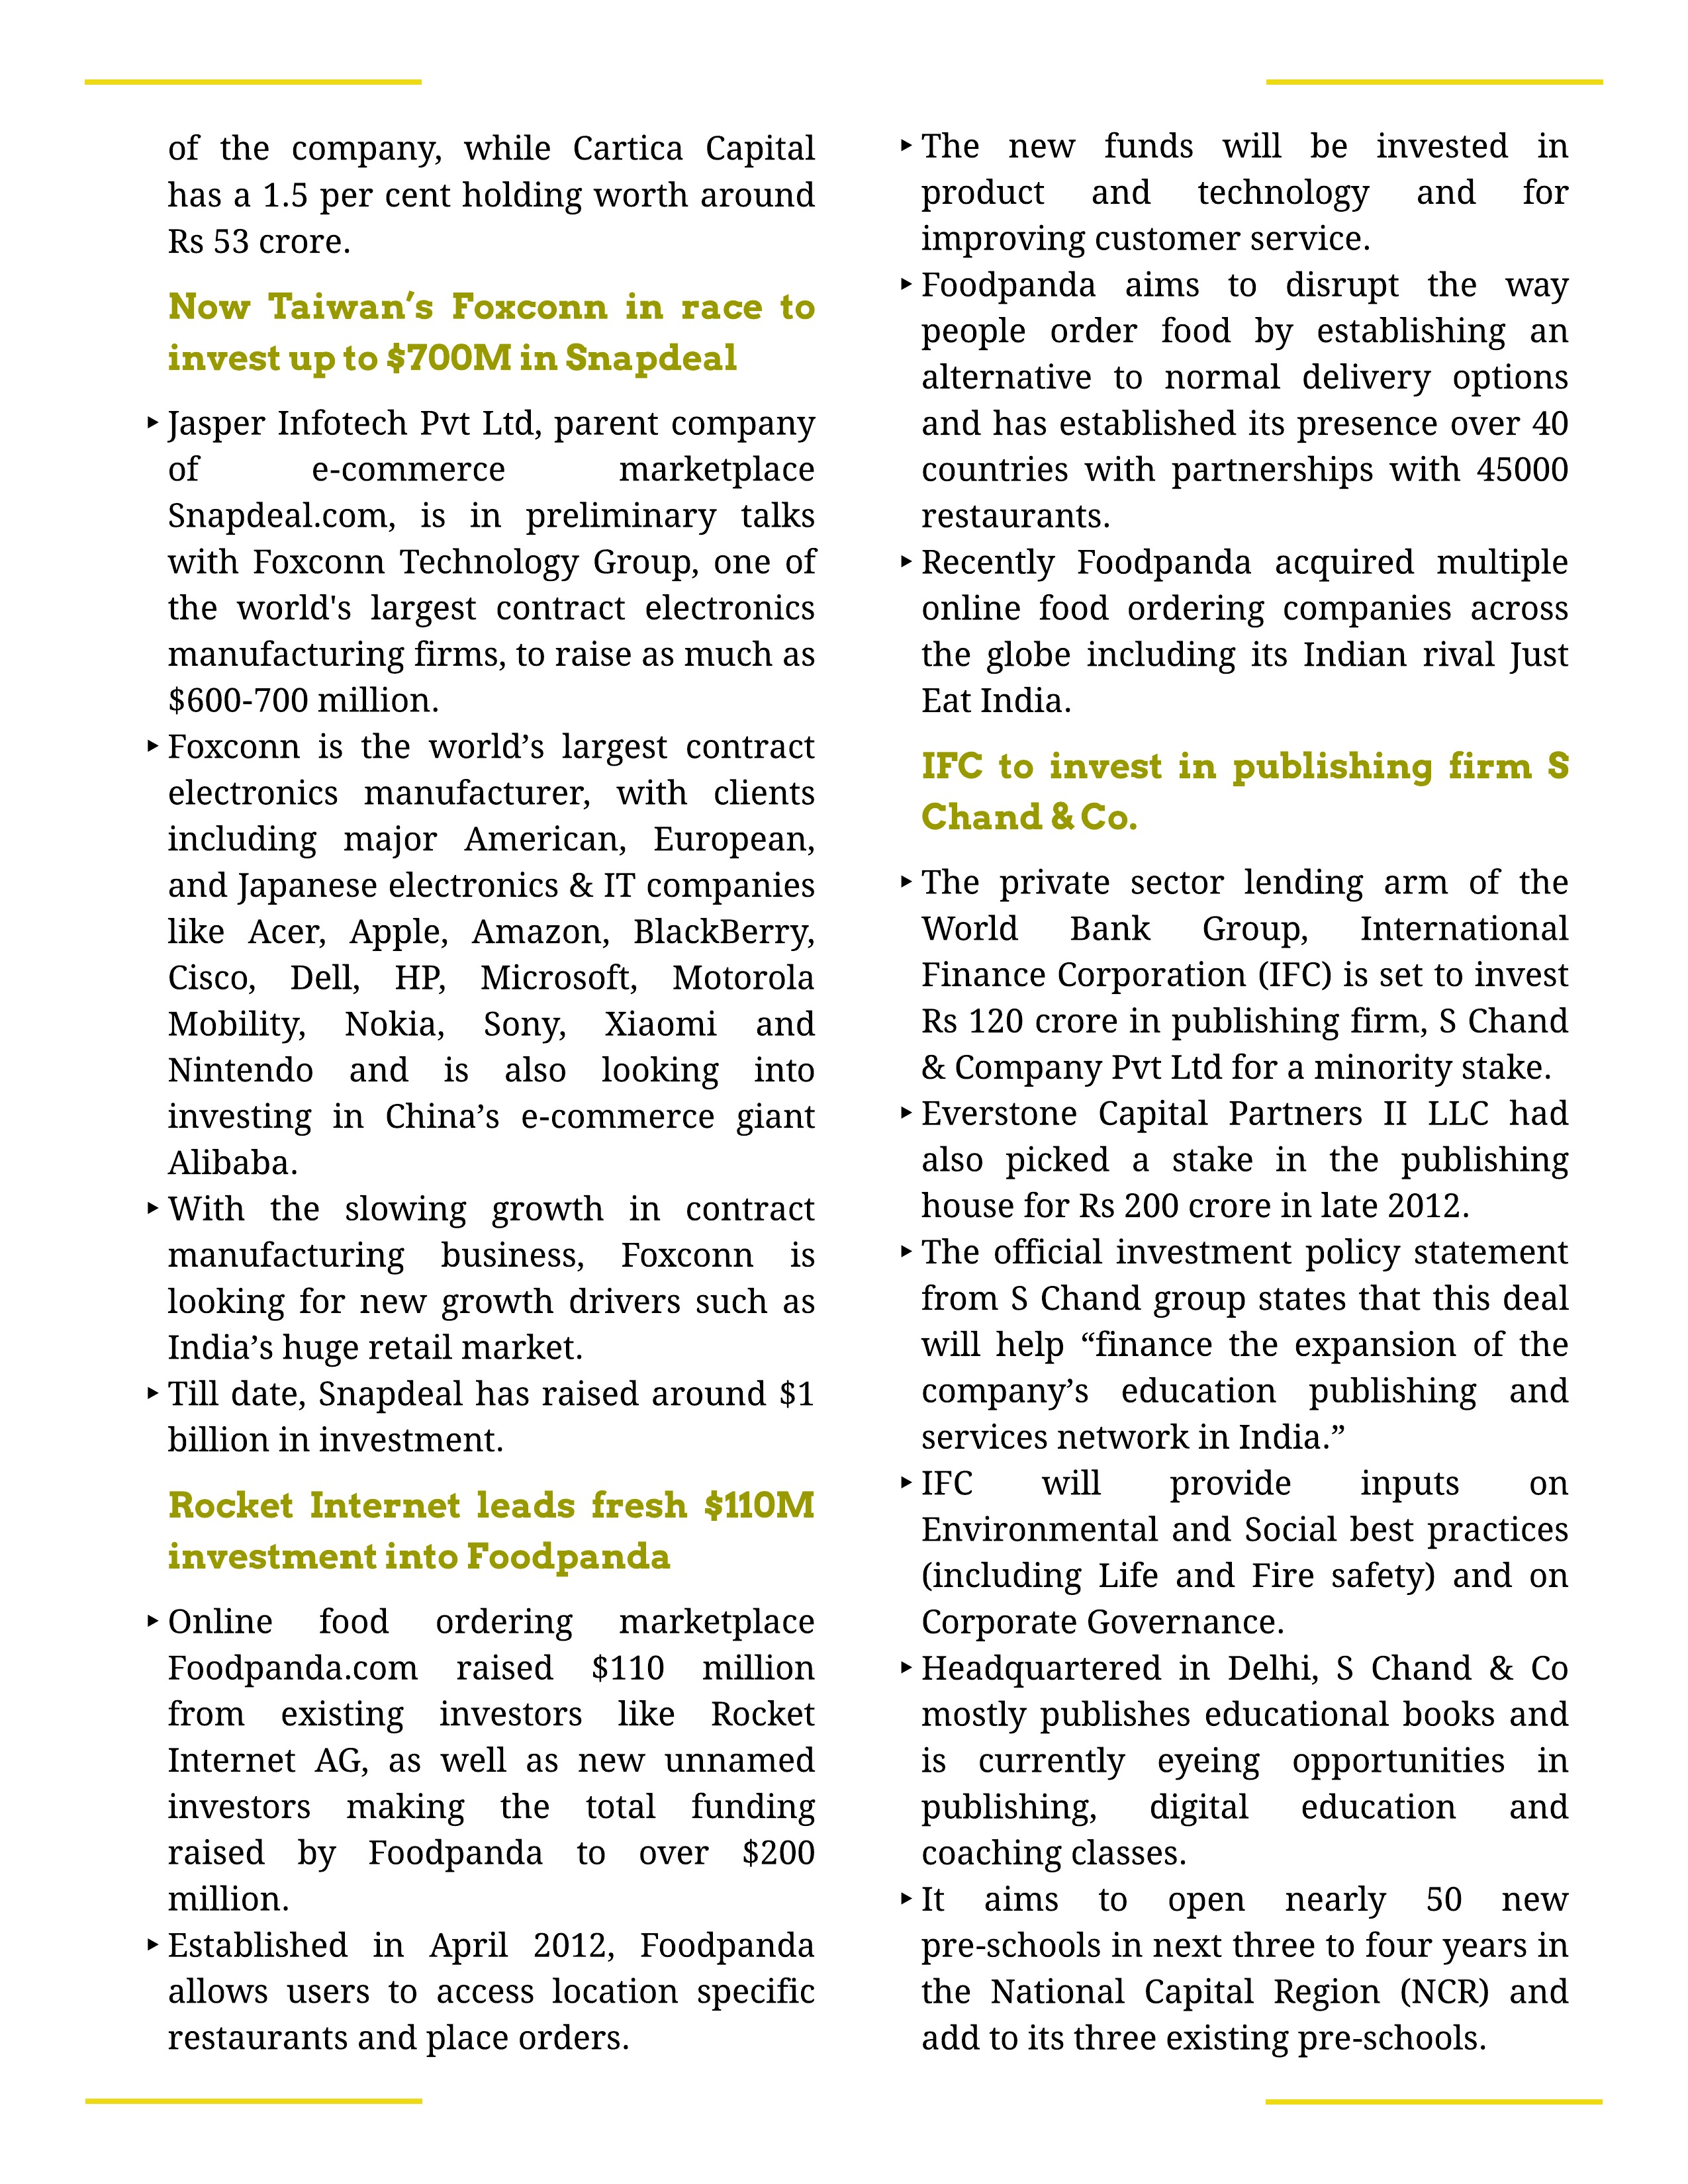 of the company, while Cartica Capital
has a 1.5 per cent holding worth around
Rs 53 crore.
Now Taiwan’s Foxconn in race to
invest up to $700M in Snapdeal
‣ Jasper Infotech Pvt Ltd, parent company
of e-commerce marketplace
Snapdeal.com, is in preliminary talks
with Foxconn Technology Group, one of
the world's largest contract electronics
manufacturing firms, to raise as much as
$600-700 million.
‣ Foxconn is the world’s largest contract
electronics manufacturer, with clients
including major American, European,
and Japanese electronics & IT companies
like Acer, Apple, Amazon, BlackBerry,
Cisco, Dell, HP, Microsoft, Motorola
Mobility, Nokia, Sony, Xiaomi and
Nintendo and is also looking into
investing in China’s e-commerce giant
Alibaba.
‣ With the slowing growth in contract
manufacturing business, Foxconn is
looking for new growth drivers such as
India’s huge retail market.
‣ Till date, Snapdeal has raised around $1
billion in investment.
Rocket Internet leads fresh $110M
investment into Foodpanda
‣ Online food ordering marketplace
Foodpanda.com raised $110 million
from existing investors like Rocket
Internet AG, as well as new unnamed
investors making the total funding
raised by Foodpanda to over $200
million.
‣ Established in April 2012, Foodpanda
allows users to access location specific
restaurants and place orders.
‣ The new funds will be invested in
product and technology and for
improving customer service.
‣ Foodpanda aims to disrupt the way
people order food by establishing an
alternative to normal delivery options
and has established its presence over 40
countries with partnerships with 45000
restaurants.
‣ Recently Foodpanda acquired multiple
online food ordering companies across
the globe including its Indian rival Just
Eat India.
IFC to invest in publishing firm S
Chand & Co.
‣ The private sector lending arm of the
World Bank Group, International
Finance Corporation (IFC) is set to invest
Rs 120 crore in publishing firm, S Chand
& Company Pvt Ltd for a minority stake.
‣ Everstone Capital Partners II LLC had
also picked a stake in the publishing
house for Rs 200 crore in late 2012.
‣ The official investment policy statement
from S Chand group states that this deal
will help “finance the expansion of the
company’s education publishing and
services network in India.”
‣ IFC will provide inputs on
Environmental and Social best practices
(including Life and Fire safety) and on
Corporate Governance.
‣ Headquartered in Delhi, S Chand & Co
mostly publishes educational books and
is currently eyeing opportunities in
publishing, digital education and
coaching classes.
‣ It aims to open nearly 50 new
pre-schools in next three to four years in
the National Capital Region (NCR) and
add to its three existing pre-schools.